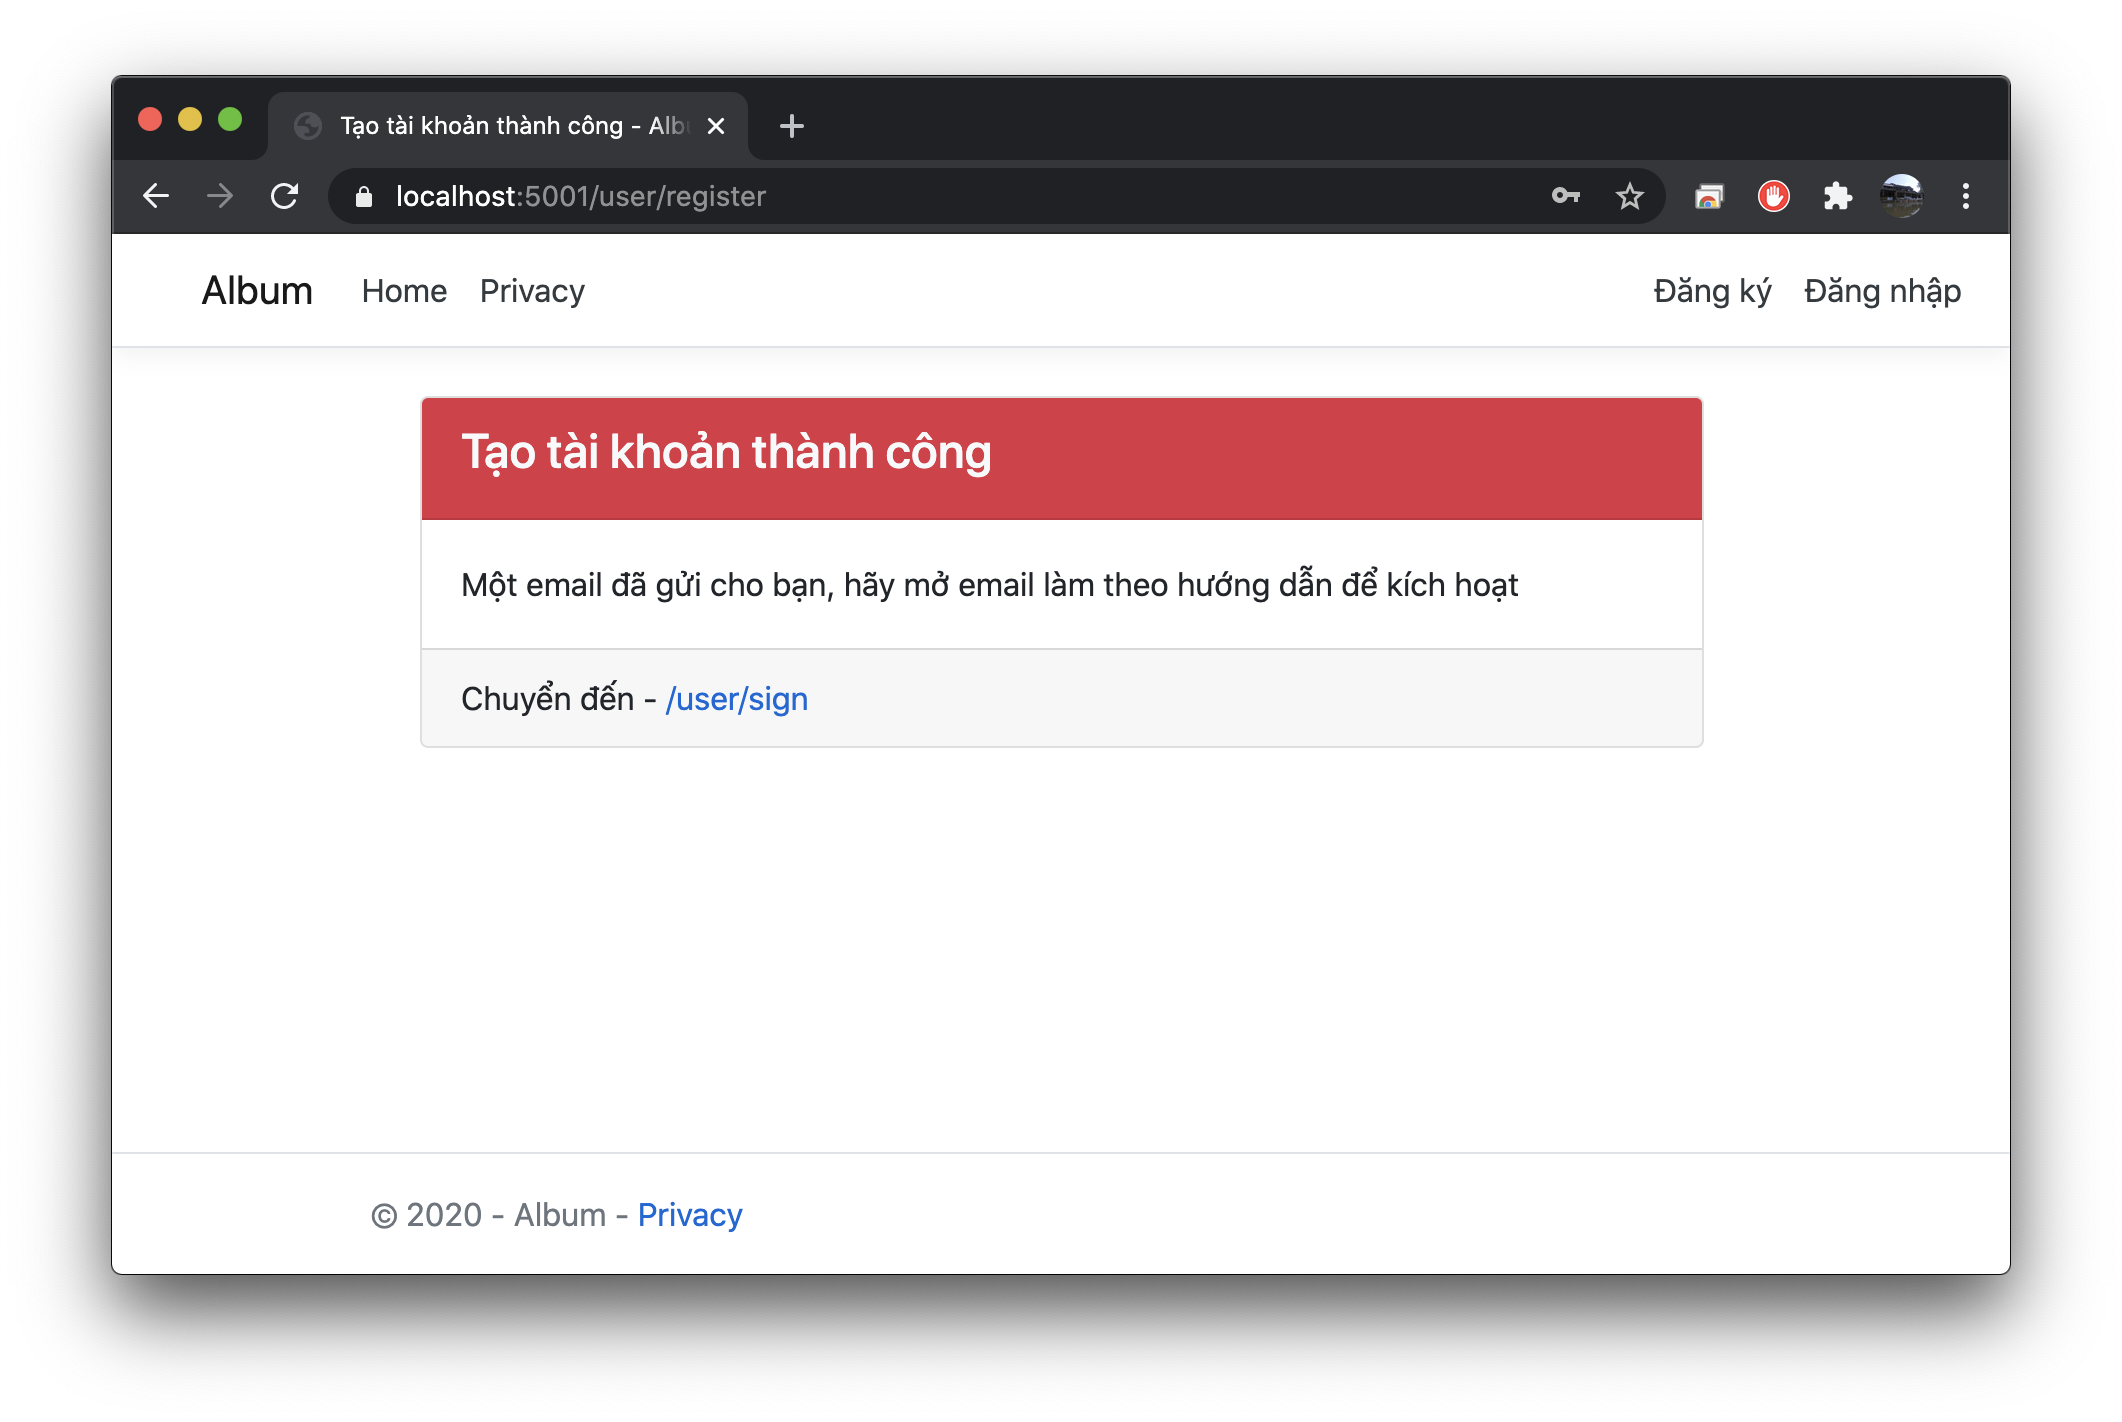 Tạo tài khoản thành công - Alb
localhost:5001/user/register
Album Home Privacy Đăng ký Đăng nhập
Tạo tài khoản thành công
Một email đã gửi cho bạn, hãy mở email làm theo hướng dẫn để kích hoạt
Chuyển đến - /user/sign
© 2020 - Album - Privacy